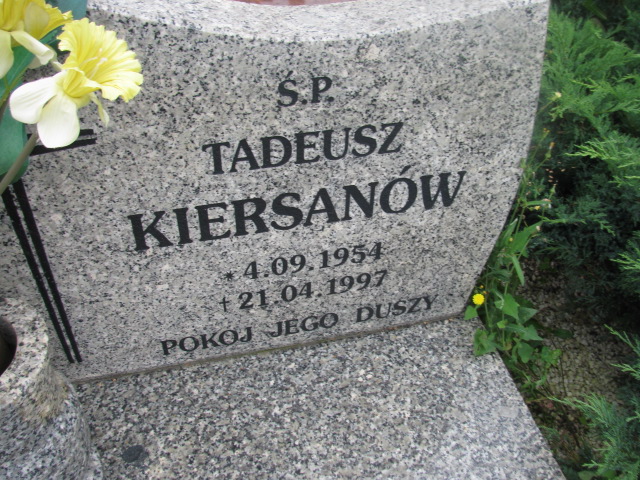 Ś.P.
TADEUSZ
KIERSANÓW
* 4.09.1954
† 21.04.1997
POKÓJ JEGO DUSZY